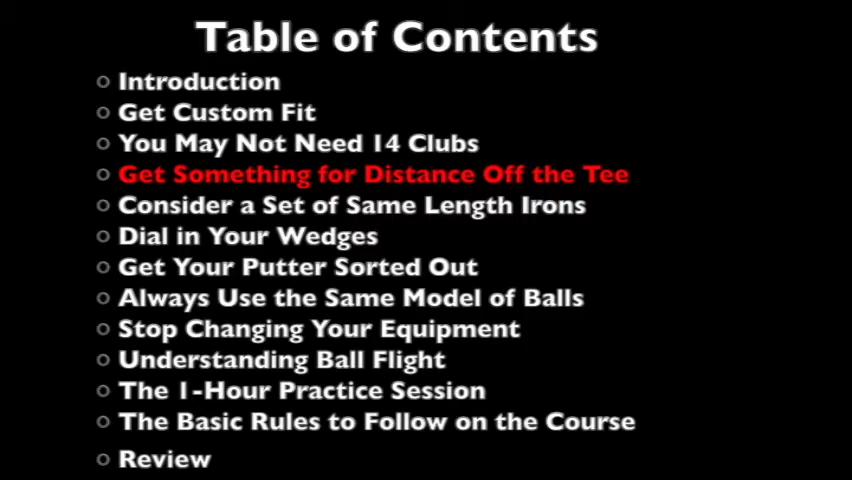 Table of Contents
Introduction
Get Custom Fit
You May Not Need 14 Clubs
Get Something for Distance Off the Tee
Consider a Set of Same Length Irons
Dial in Your Wedges
Get Your Putter Sorted Out
Always Use the Same Model of Balls
Stop Changing Your Equipment
Understanding Ball Flight
The 1-Hour Practice Session
The Basic Rules to Follow on the Course
Review